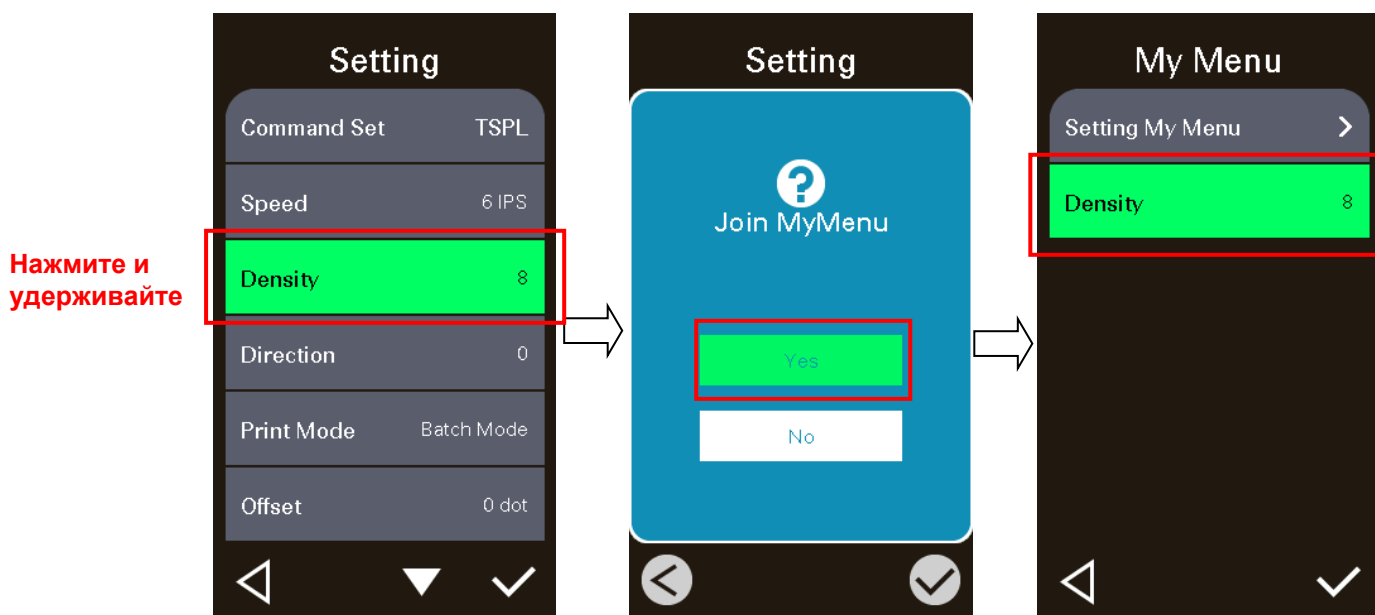 Нажмите и
удерживайте
Setting
Command Set TSPL
Speed 6 IPS
Density 8
Direction 0
Print Mode Batch Mode
Offset 0 dot
Setting
?
Join MyMenu
Yes
No
My Menu
Setting My Menu
Density 8